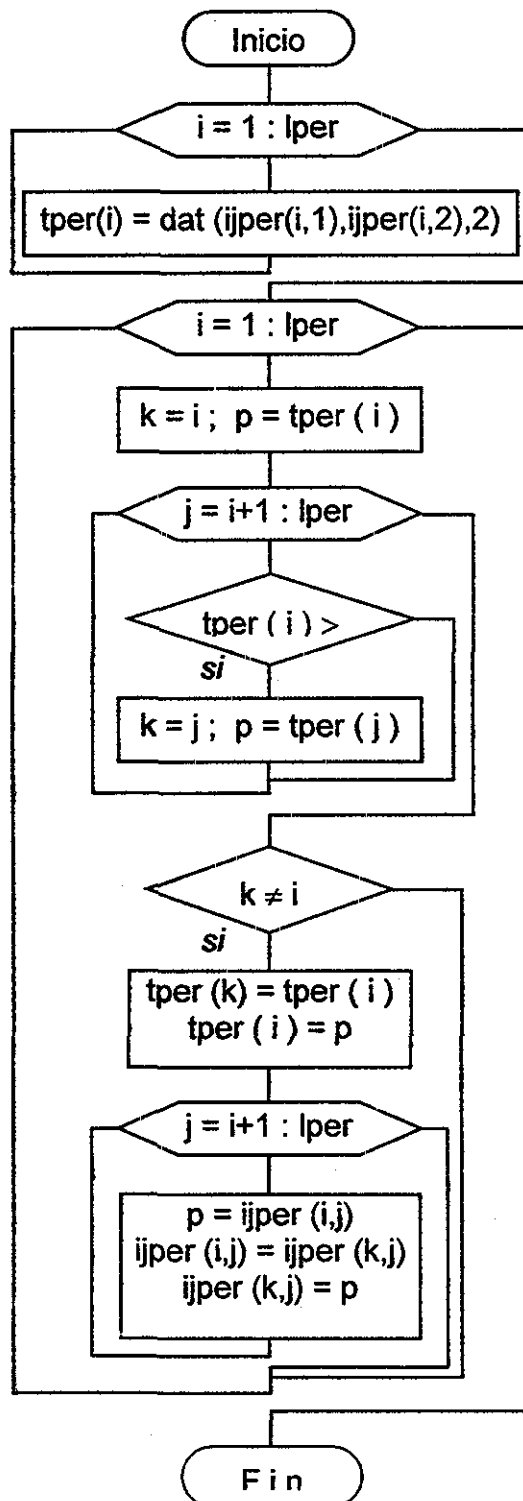 Inicio
i = 1 : lper
tper(i) = dat (ijper(i,1),ijper(i,2),2)
i = 1 : lper
k = i ; p = tper ( i )
j = i+1 : lper
tper ( i ) >
si
k = j ; p = tper ( j )
k ≠ i
si
tper (k) = tper ( i )
tper ( i ) = p
j = i+1 : lper
p = ijper (i,j)
ijper (i,j) = ijper (k,j)
ijper (k,j) = p
F i n